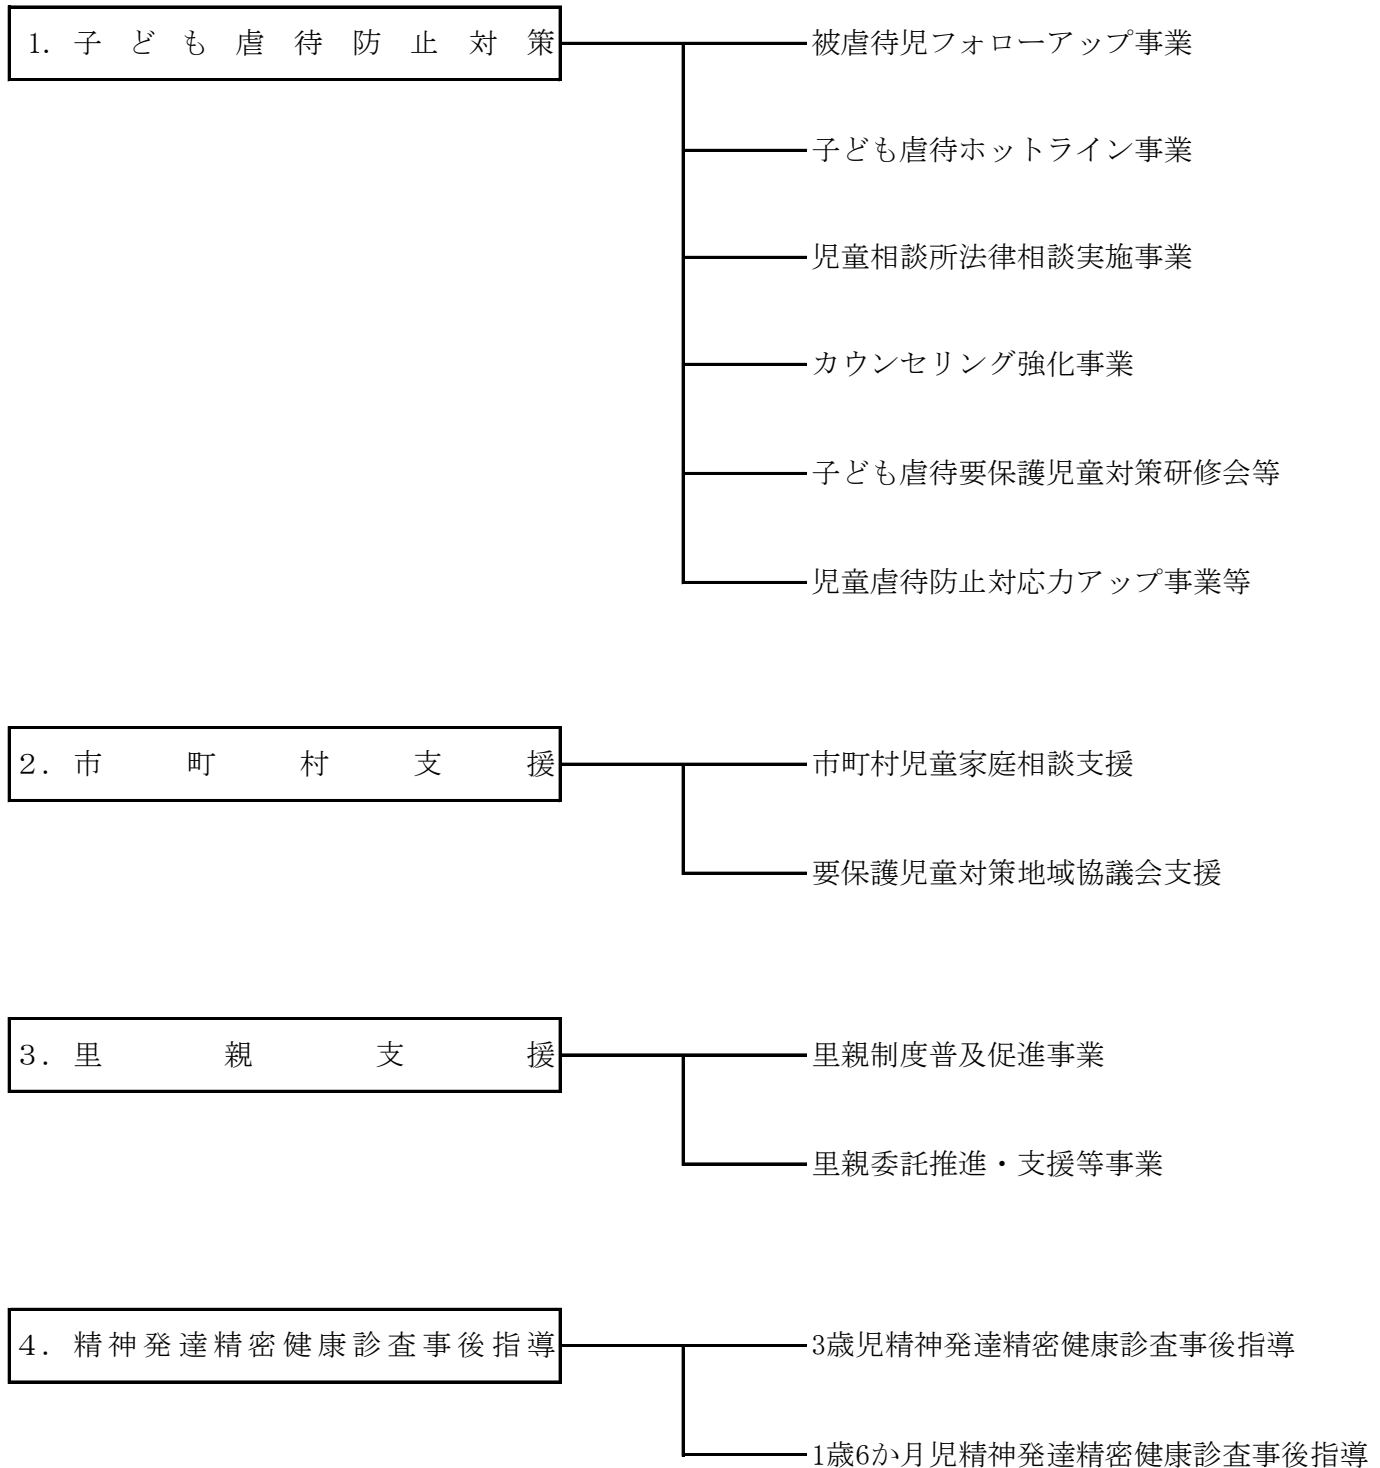 1. 子ども虐待防止対策
被虐待児フォローアップ事業
子ども虐待ホットライン事業
児童相談所法律相談実施事業
カウンセリング強化事業
子ども虐待要保護児童対策研修会等
児童虐待防止対応力アップ事業等
2. 市町村支援
市町村児童家庭相談支援
要保護児童対策地域協議会支援
3. 里親支援
里親制度普及促進事業
里親委託推進・支援等事業
4. 精神発達精密健康診査事後指導
3歳児精神発達精密健康診査事後指導
1歳6か月児精神発達精密健康診査事後指導